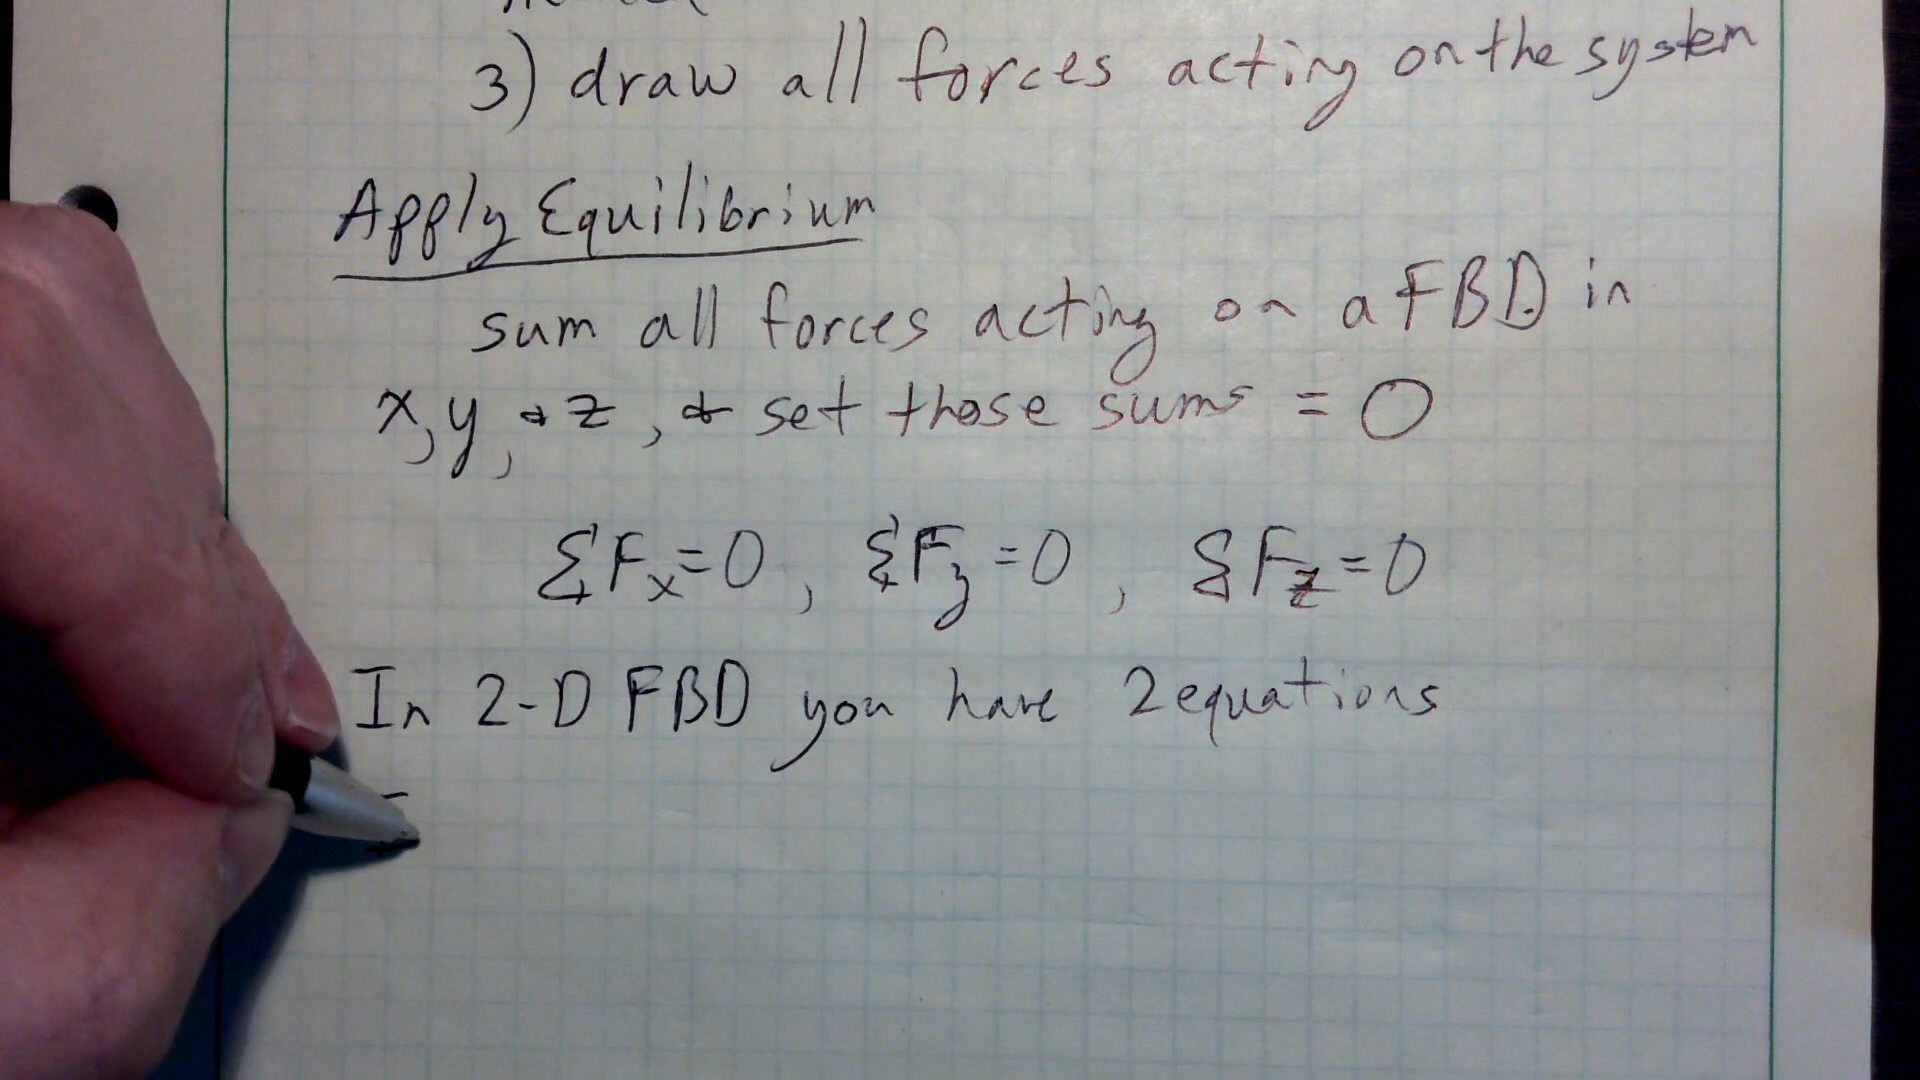 3) draw all forces acting on the system
Apply Equilibrium
sum all forces acting on a FBD in
x, y, & z, & set those sums = 0
ΣFx=0, ΣFy=0, ΣFz=0
In 2-D FBD you have 2 equations